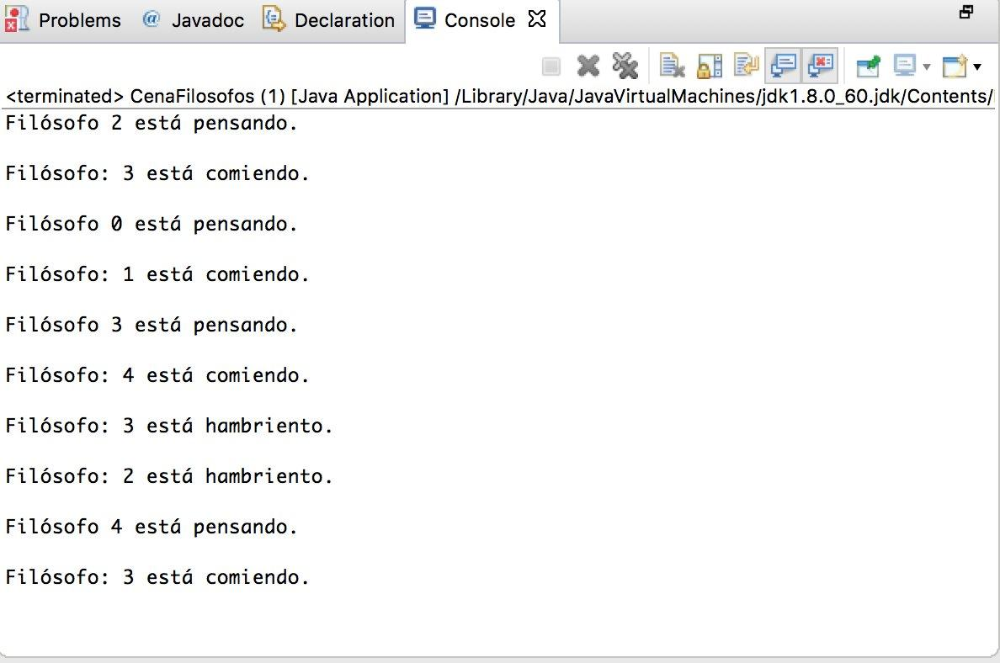 Problems @ Javadoc Declaration Console
<terminated> CenaFilosofos (1) [Java Application] /Library/Java/JavaVirtualMachines/jdk1.8.0_60.jdk/Contents/
Filósofo 2 está pensando.
Filósofo: 3 está comiendo.
Filósofo 0 está pensando.
Filósofo: 1 está comiendo.
Filósofo 3 está pensando.
Filósofo: 4 está comiendo.
Filósofo: 3 está hambriento.
Filósofo: 2 está hambriento.
Filósofo 4 está pensando.
Filósofo: 3 está comiendo.